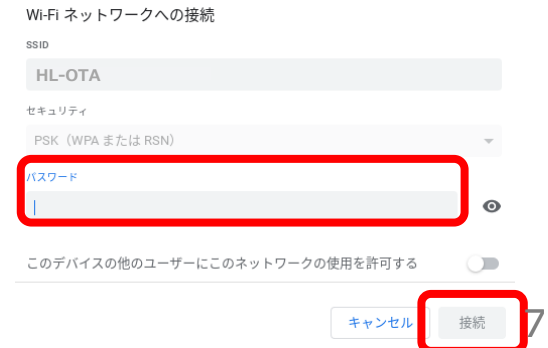 Wi-Fi ネットワークへの接続
SSID
HL-OTA
セキュリティ
PSK（WPA または RSN）
パスワード
このデバイスの他のユーザーにこのネットワークの使用を許可する
キャンセル 接続 7